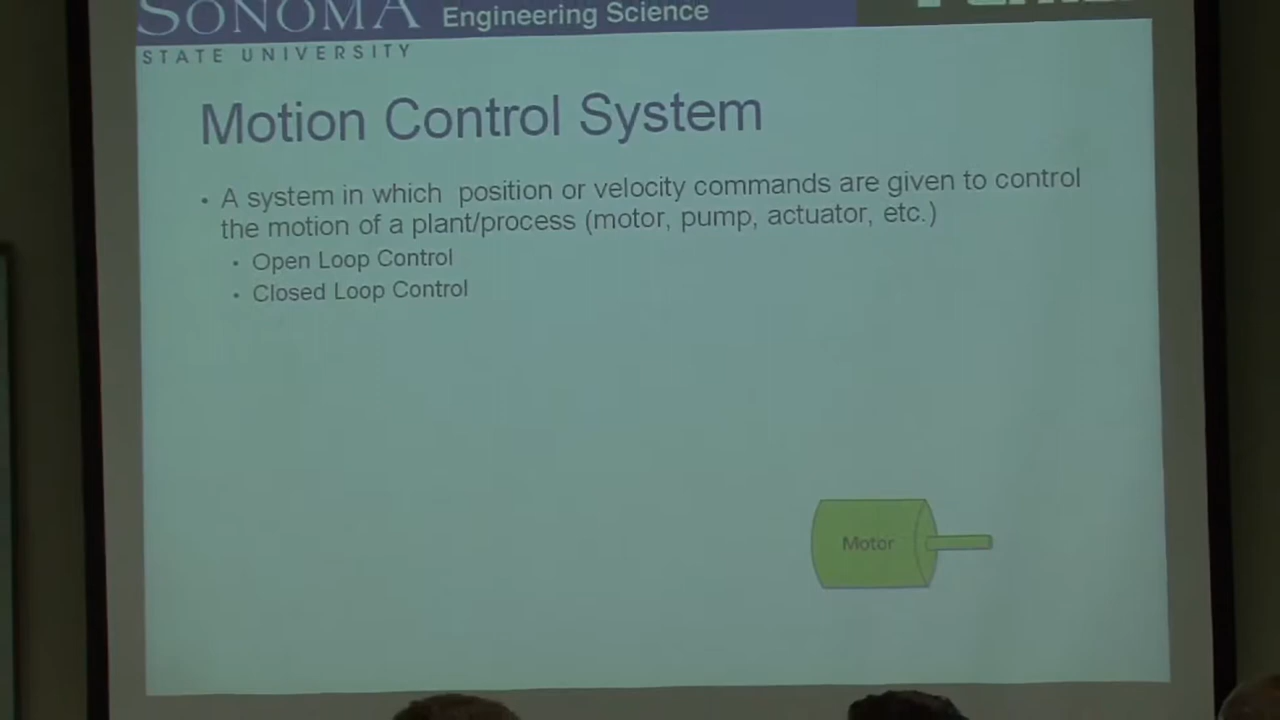 SONOMA Engineering Science
STATE UNIVERSITY
Motion Control System
• A system in which position or velocity commands are given to control
the motion of a plant/process (motor, pump, actuator, etc.)
• Open Loop Control
• Closed Loop Control
Motor